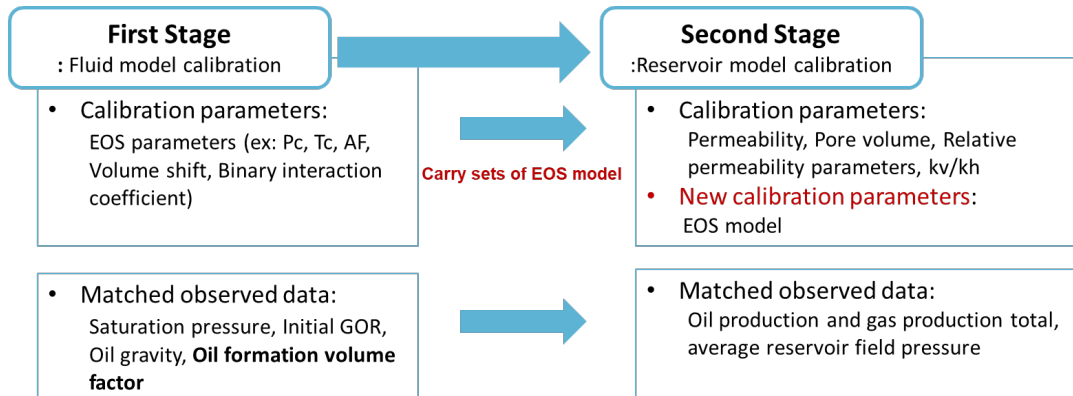 First Stage
: Fluid model calibration
• Calibration parameters:
EOS parameters (ex: Pc, Tc, AF,
Volume shift, Binary interaction
coefficient)
Carry sets of EOS model
Second Stage
:Reservoir model calibration
• Calibration parameters:
Permeability, Pore volume, Relative
permeability parameters, kv/kh
• New calibration parameters:
EOS model
• Matched observed data:
Saturation pressure, Initial GOR,
Oil gravity, Oil formation volume
factor
• Matched observed data:
Oil production and gas production total,
average reservoir field pressure